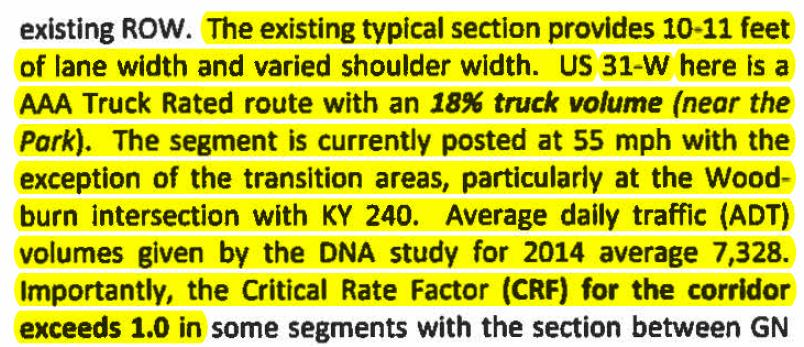 existing ROW. The existing typical section provides 10-11 feet
of lane width and varied shoulder width. US 31-W here is a
AAA Truck Rated route with an 18% truck volume (near the
Park). The segment is currently posted at 55 mph with the
exception of the transition areas, particularly at the Wood-
burn intersection with KY 240. Average daily traffic (ADT)
volumes given by the DNA study for 2014 average 7,328.
Importantly, the Critical Rate Factor (CRF) for the corridor
exceeds 1.0 in some segments with the section between GN